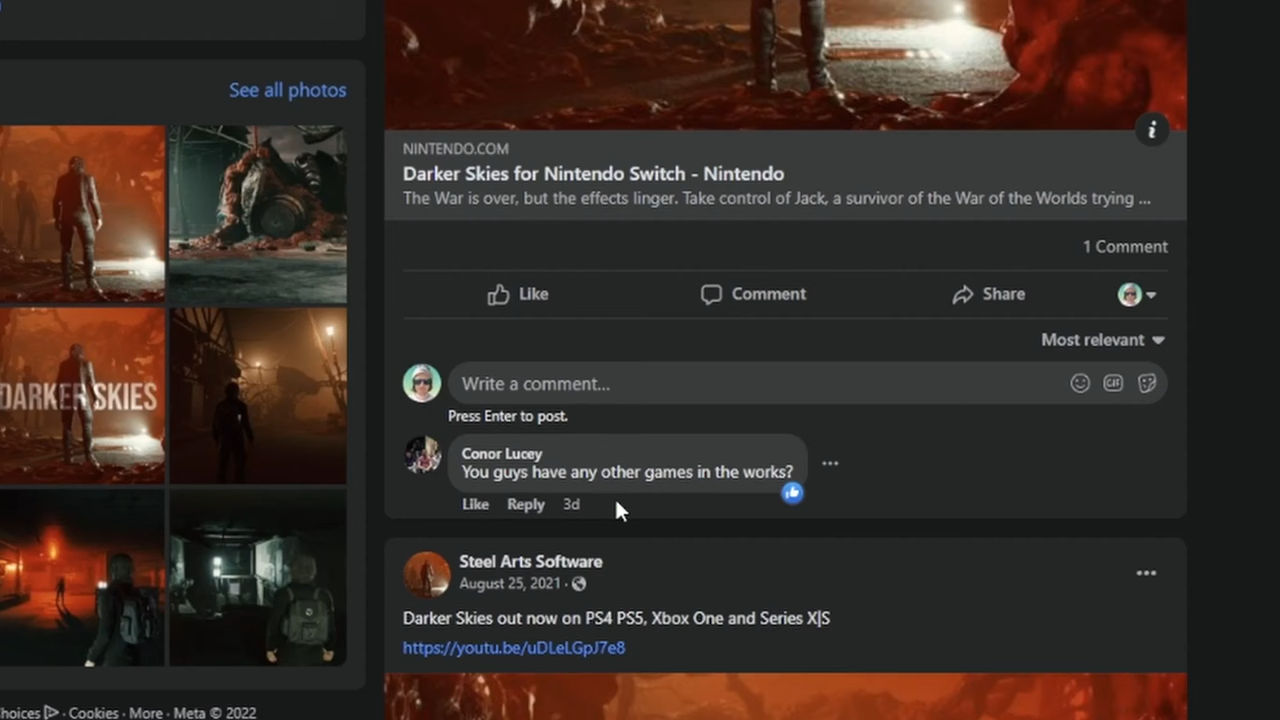 See all photos
DARKER SKIES
NINTENDO.COM
Darker Skies for Nintendo Switch - Nintendo
The War is over, but the effects linger. Take control of Jack, a survivor of the War of the Worlds trying ...
1 Comment
Like Comment Share
Most relevant
Write a comment...
GIF
Press Enter to post.
Conor Lucey
You guys have any other games in the works?
Like Reply 3d
Steel Arts Software
August 25, 2021 ·
Darker Skies out now on PS4 PS5, Xbox One and Series X|S
https://youtu.be/uDLeLGpJ7e8
· Cookies · More · Meta © 2022